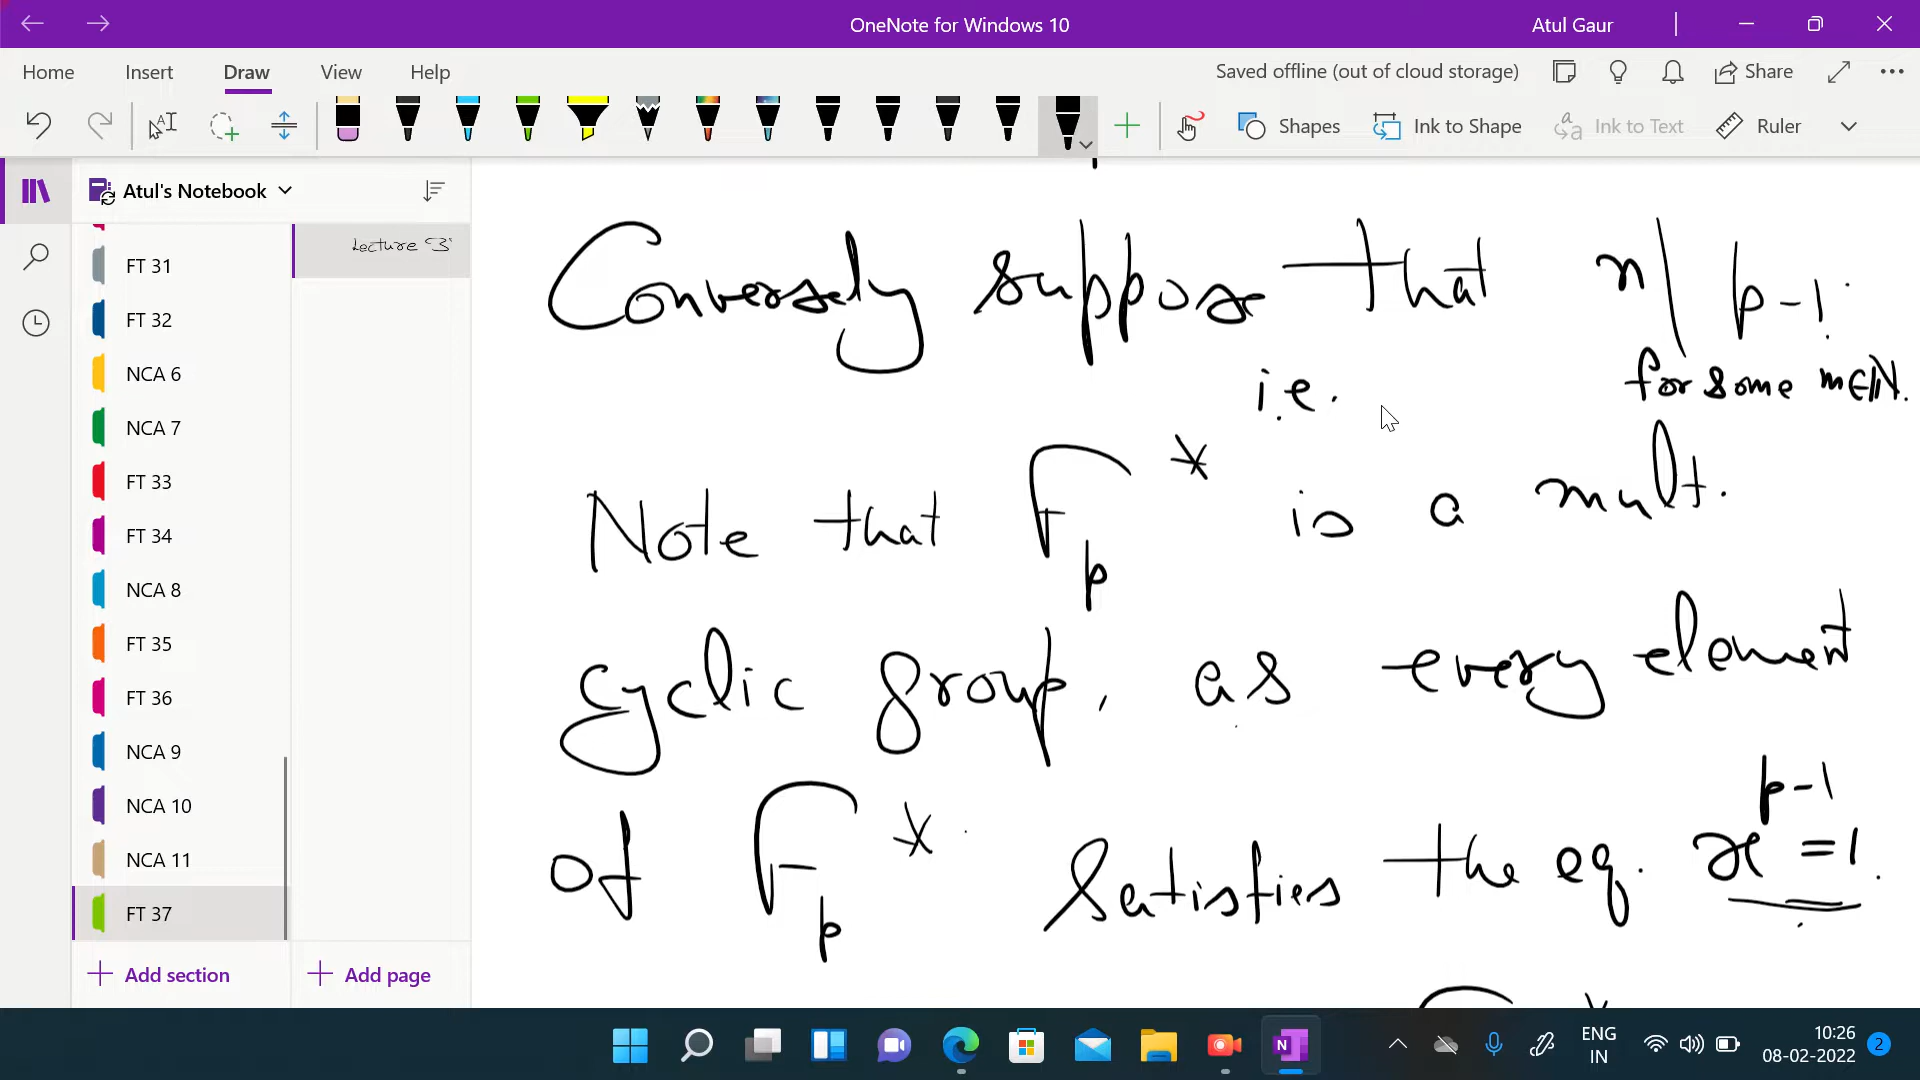 OneNote for Windows 10
Atul Gaur
Home Insert Draw View Help
Saved offline (out of cloud storage)
Share
Shapes
Ink to Shape
Ink to Text
Ruler
Atul's Notebook
FT 31
FT 32
NCA 6
NCA 7
FT 33
FT 34
NCA 8
FT 35
FT 36
NCA 9
NCA 10
NCA 11
FT 37
Add section
Lecture 3
Add page
Conversely suppose that n | p-1.
i.e. for some m∈ℕ.
Note that F_p^* is a mult.
cyclic group, as every element
of F_p^* satisfies the eq. x^{p-1} = 1.
ENG
IN
10:26
08-02-2022
2